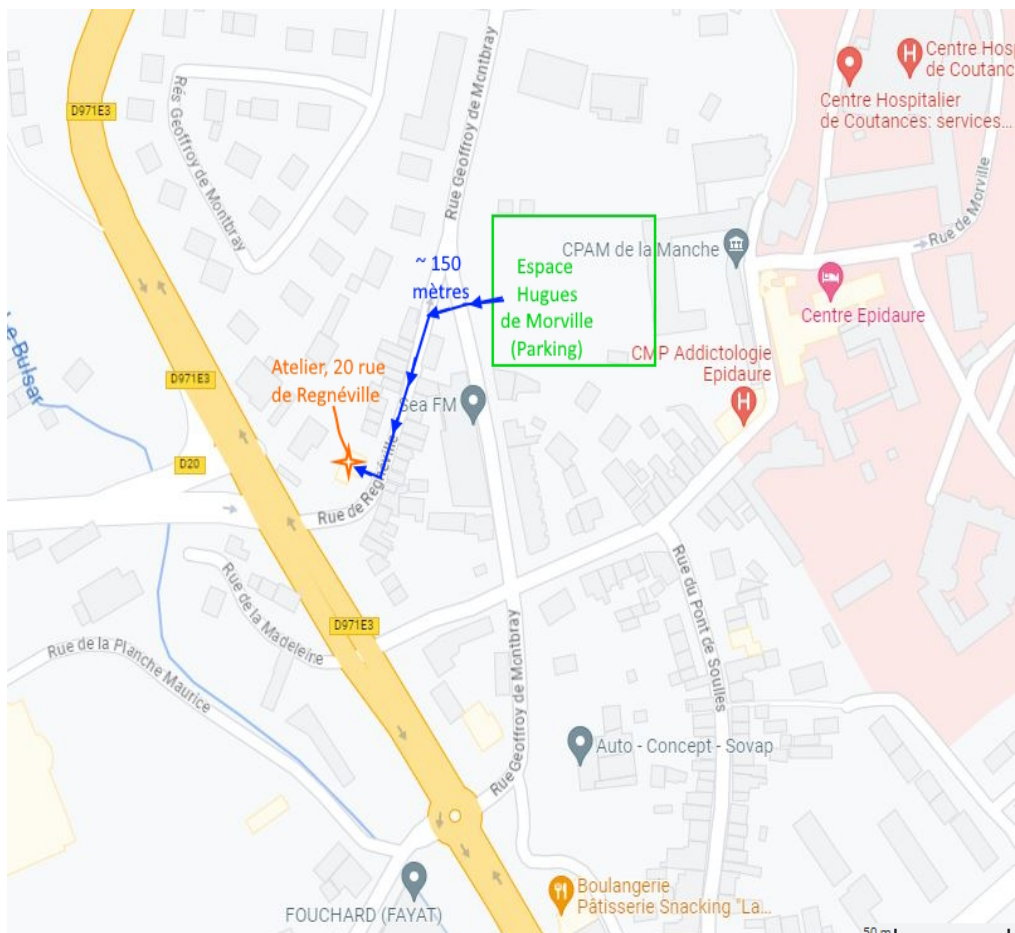 D971E3
Rés Geoffroy de Montbray
Rue Geoffroy de Montbray
Centre Hosp
de Coutanc
Centre Hospitalier
de Coutances: services...
Rue de Morville
CPAM de la Manche
Espace
Hugues
de Morville
(Parking)
~ 150
mètres
Centre Epidaure
CMP Addictologie
Epidaure
Atelier, 20 rue
de Regnéville
D971E3
Sea FM
Bulsar
D20
Rue de Regnéville
Rue de la Madeleine
D971E3
Rue de la Planche Maurice
Rue du Pont de Soulles
Rue Geoffroy de Montbray
Auto - Concept - Sovap
FOUCHARD (FAYAT)
Boulangerie
Pâtisserie Snacking "La...
50 m